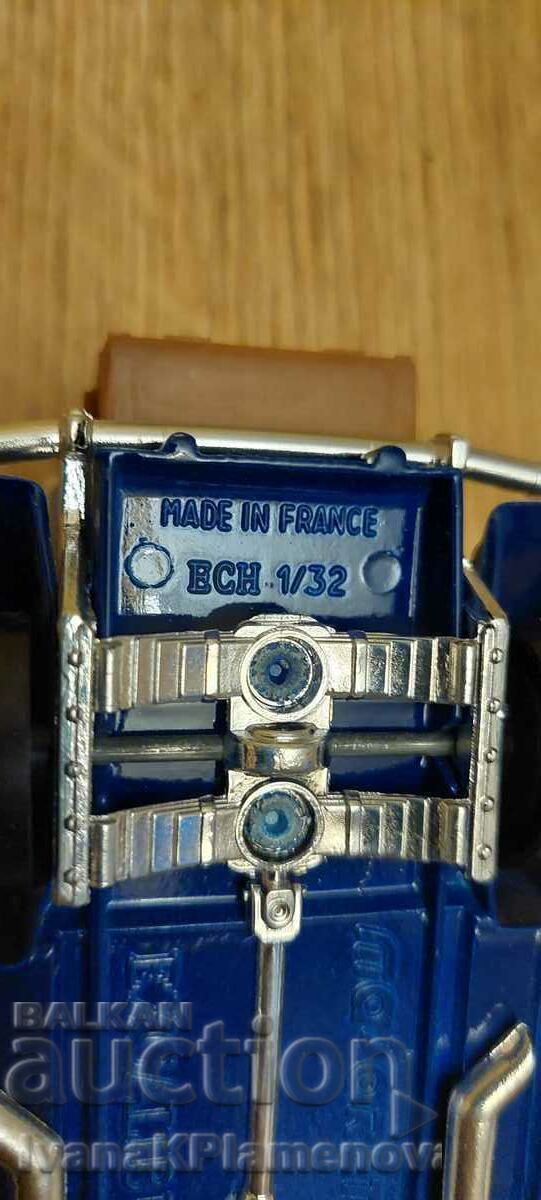 MADE IN FRANCE
ECH 1/32
BALKAN
auction
IvanaKPlamenova